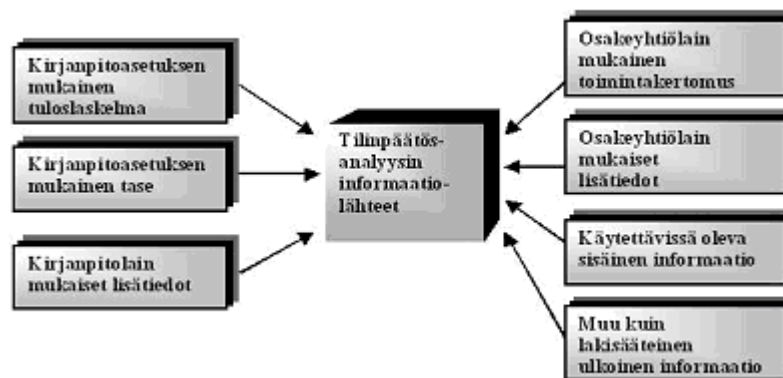 Kirjanpitoasetuksen
mukainen
tuloslaskelma
Kirjanpitoasetuksen
mukainen tase
Kirjanpitolain
mukaiset lisätiedot
Tilinpäätös-
analyysin
informaatio-
lähteet
Osakeyhtiölain
mukainen
toimintakertomus
Osakeyhtiölain
mukaiset
lisätiedot
Käytettävissä oleva
sisäinen informaatio
Muu kuin
lakisääteinen
ulkoinen informaatio